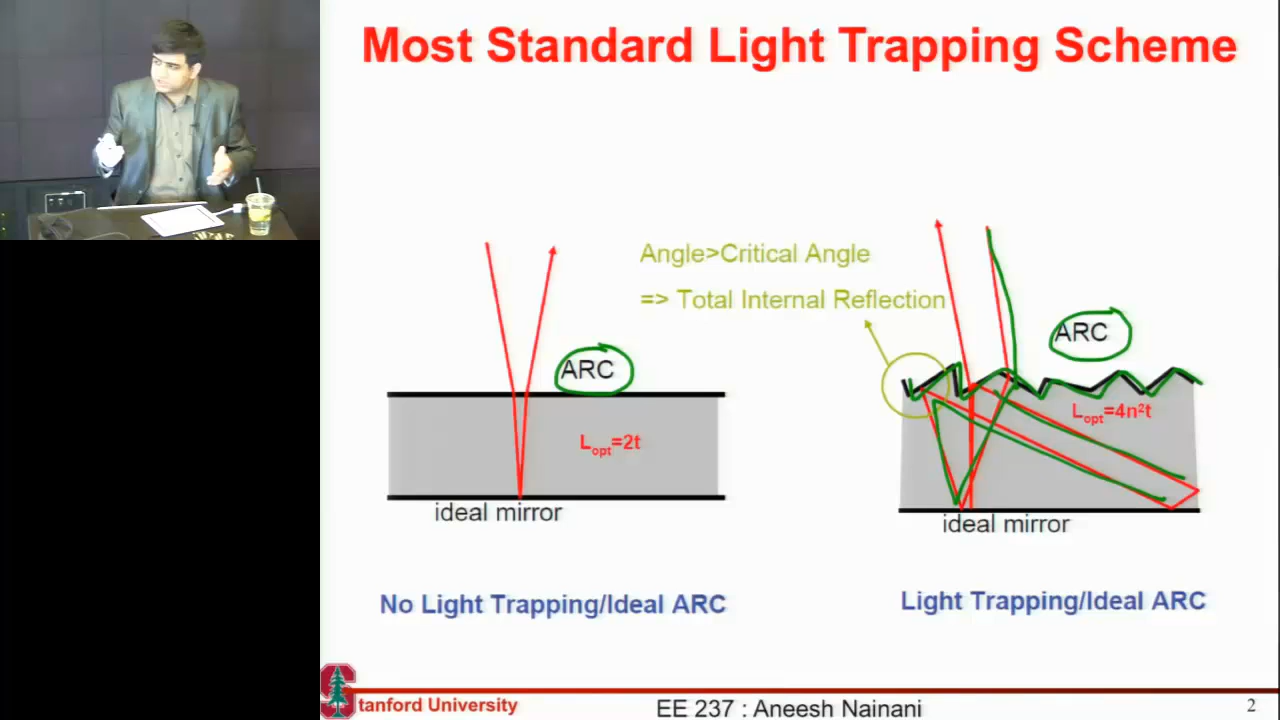 Most Standard Light Trapping Scheme
Angle>Critical Angle
=> Total Internal Reflection
ARC
ARC
Lopt=2t
Lopt=4n²t
ideal mirror
ideal mirror
No Light Trapping/Ideal ARC
Light Trapping/Ideal ARC
Stanford University
EE 237 : Aneesh Nainani
2